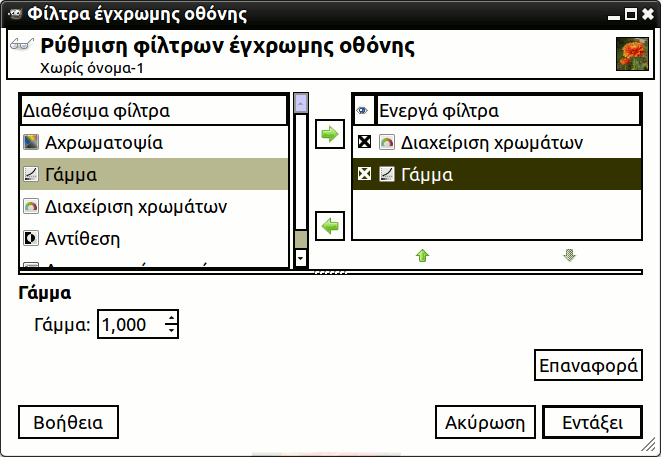 Φίλτρα έγχρωμης οθόνης
Ρύθμιση φίλτρων έγχρωμης οθόνης
Χωρίς όνομα-1
Διαθέσιμα φίλτρα
Αχρωματοψία
Γάμμα
Διαχείριση χρωμάτων
Αντίθεση
Ενεργά φίλτρα
Διαχείριση χρωμάτων
Γάμμα
Γάμμα
Γάμμα: 1,000
Επαναφορά
Βοήθεια
Ακύρωση
Εντάξει